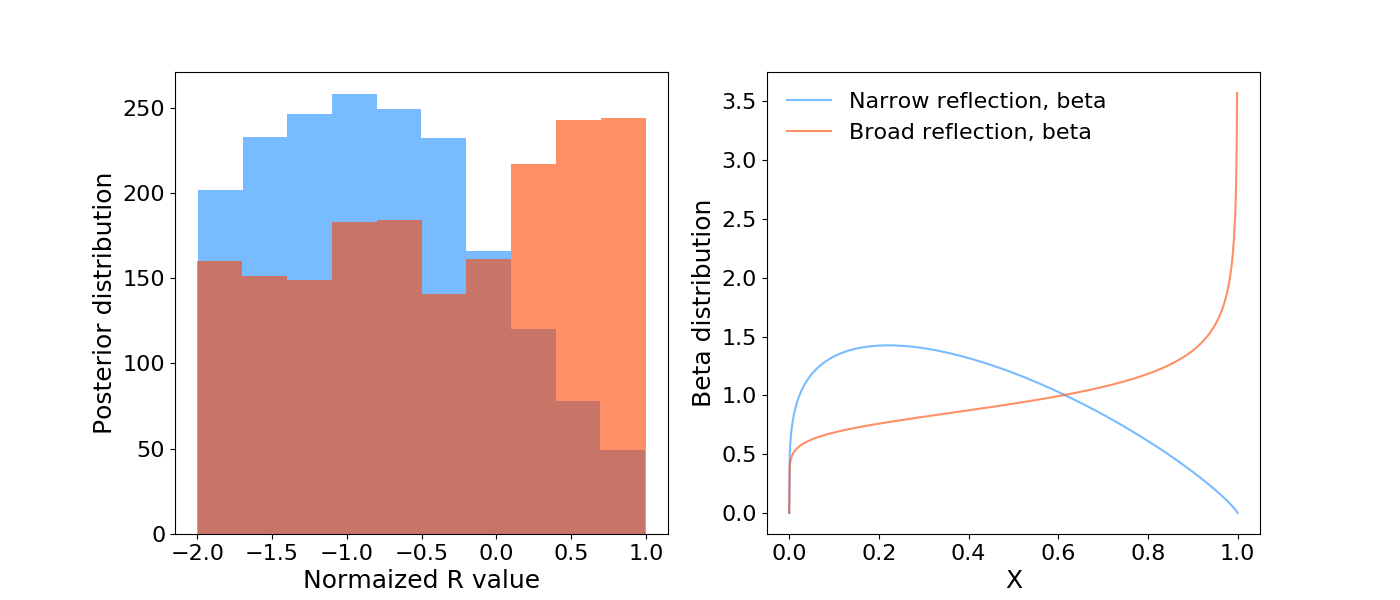 Posterior distribution
250
200
150
100
50
0
−2.0 −1.5 −1.0 −0.5 0.0 0.5 1.0
Normaized R value
Beta distribution
3.5
3.0
2.5
2.0
1.5
1.0
0.5
0.0
Narrow reflection, beta
Broad reflection, beta
0.0 0.2 0.4 0.6 0.8 1.0
X